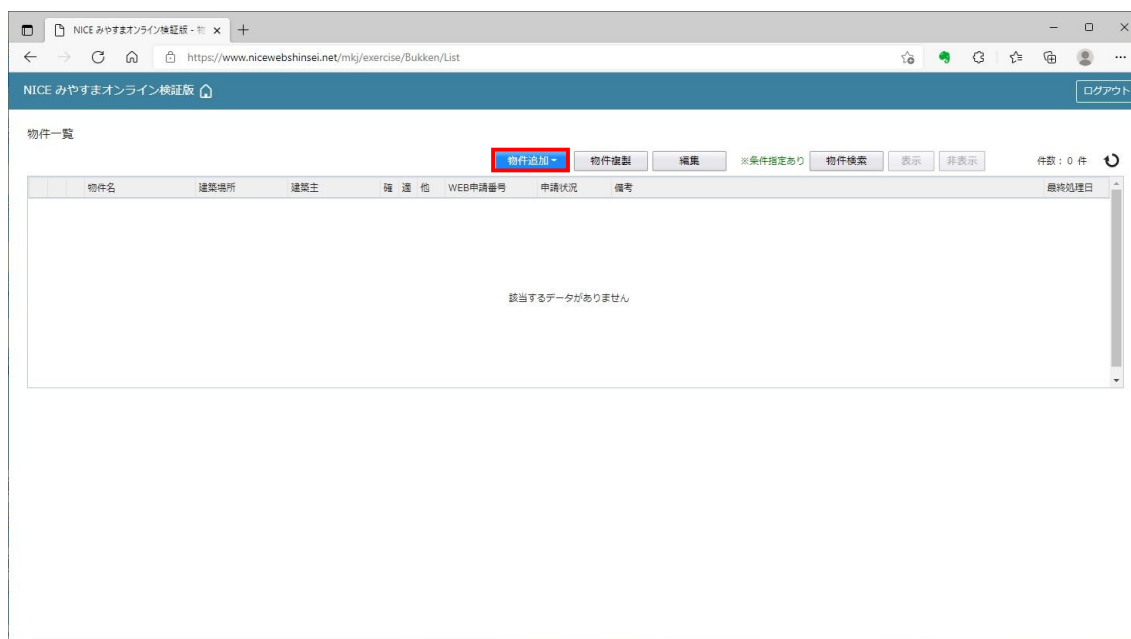 NICE みやすまオンライン検証版 - 物
https://www.nicewebshinsei.net/mkj/exercise/Bukken/List
NICE みやすまオンライン検証版 ログアウト
物件一覧
物件追加 物件複製 編集 ※条件指定あり 物件検索 表示 非表示 件数：0 件
物件名 建築場所 建築主 確 適 他 WEB申請番号 申請状況 備考 最終処理日
該当するデータがありません